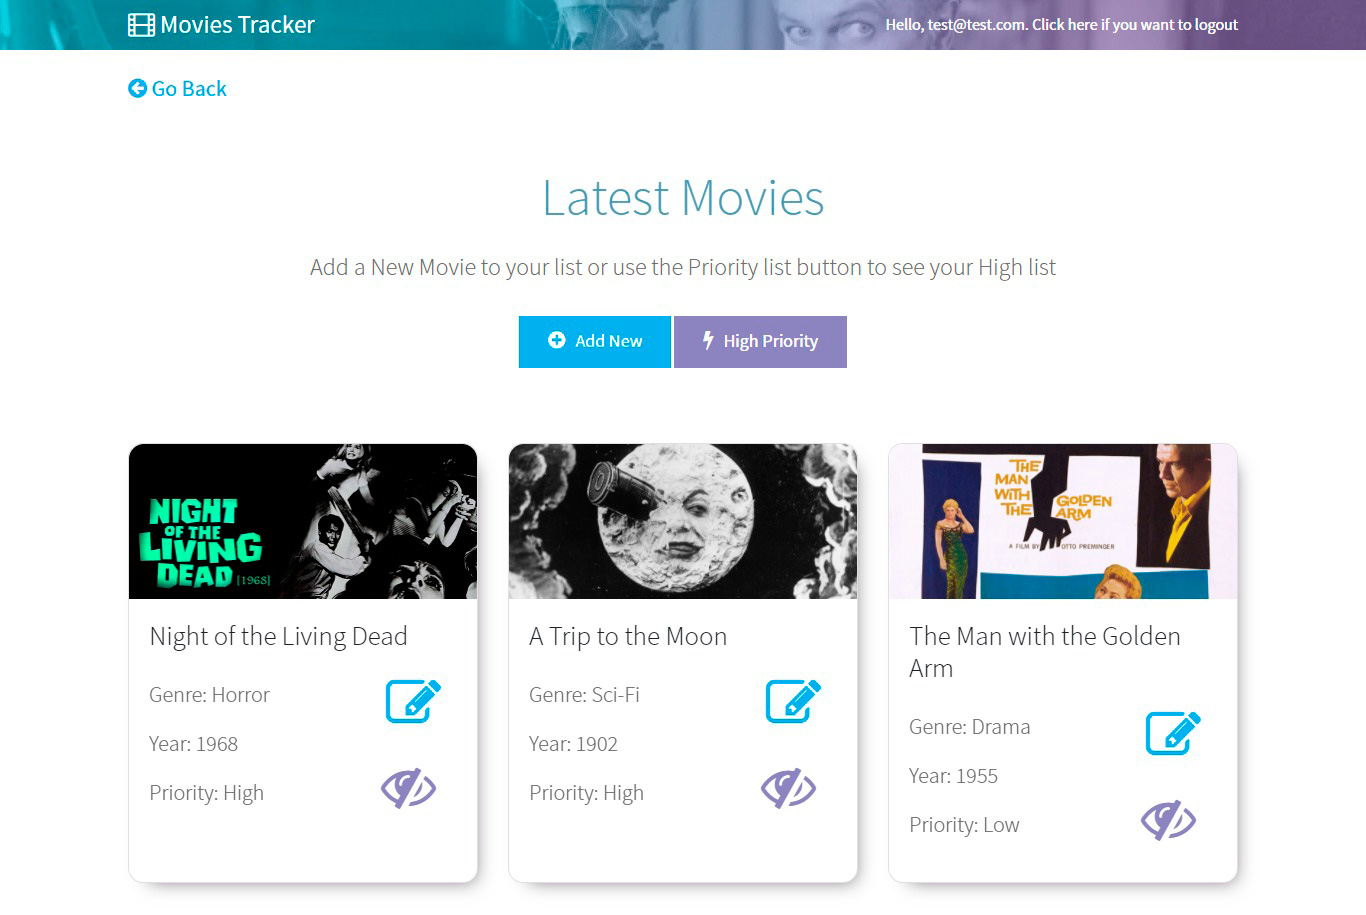 Movies Tracker
Hello, test@test.com. Click here if you want to logout
Go Back
Latest Movies
Add a New Movie to your list or use the Priority list button to see your High list
Add New
High Priority
NIGHT
OF THE
LIVING
DEAD [1968]
THE
MAN
WITH
THE
GOLDEN
ARM
A FILM BY OTTO PREMINGER
Night of the Living Dead
Genre: Horror
Year: 1968
Priority: High
A Trip to the Moon
Genre: Sci-Fi
Year: 1902
Priority: High
The Man with the Golden
Arm
Genre: Drama
Year: 1955
Priority: Low